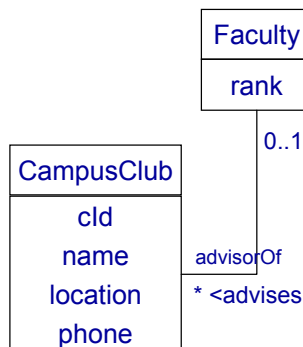 Faculty
rank
0..1
CampusClub
cId
name
location
phone
advisorOf
* <advises